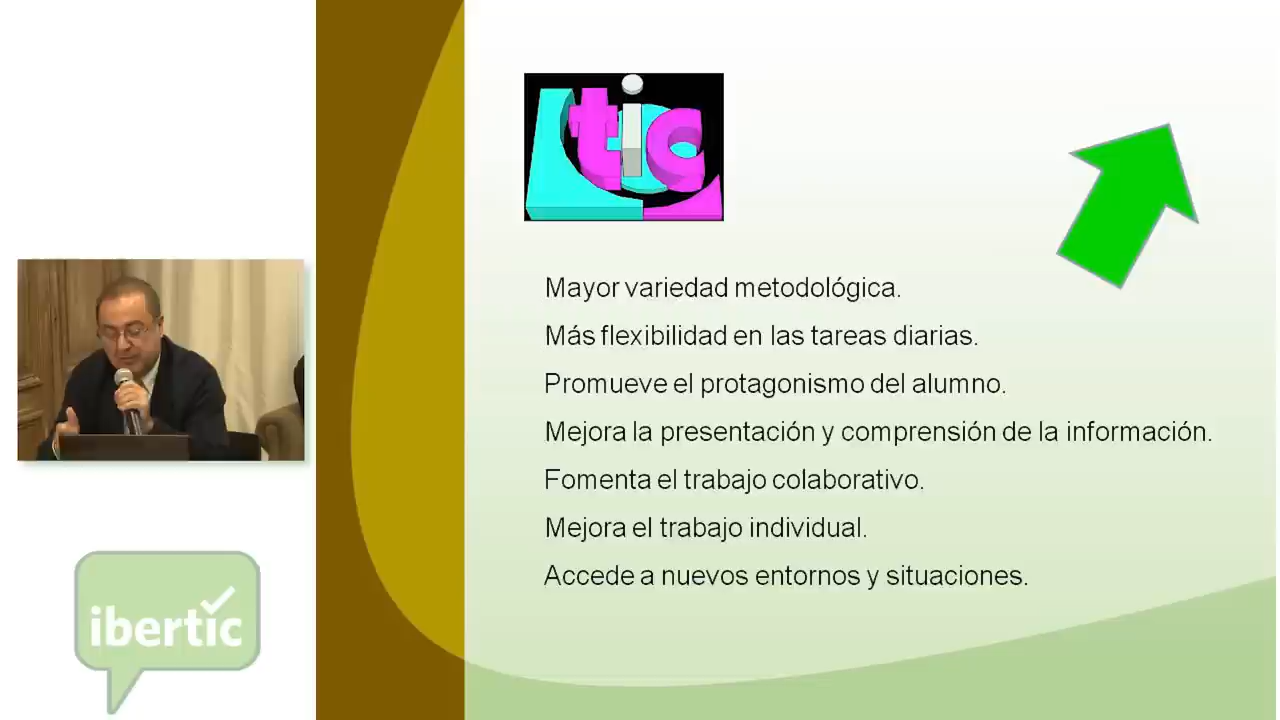 tic
Mayor variedad metodológica.
Más flexibilidad en las tareas diarias.
Promueve el protagonismo del alumno.
Mejora la presentación y comprensión de la información.
Fomenta el trabajo colaborativo.
Mejora el trabajo individual.
Accede a nuevos entornos y situaciones.
ibertic